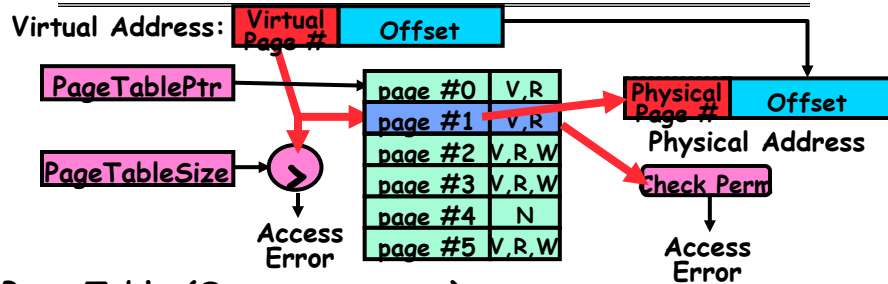 Virtual Address:
Virtual
Page #
Offset
PageTablePtr
page #0 V,R
page #1 V,R
page #2 V,R,W
page #3 V,R,W
page #4 N
page #5 V,R,W
Physical
Page #
Offset
Physical Address
PageTableSize
>
Check Perm
Access
Error
Access
Error